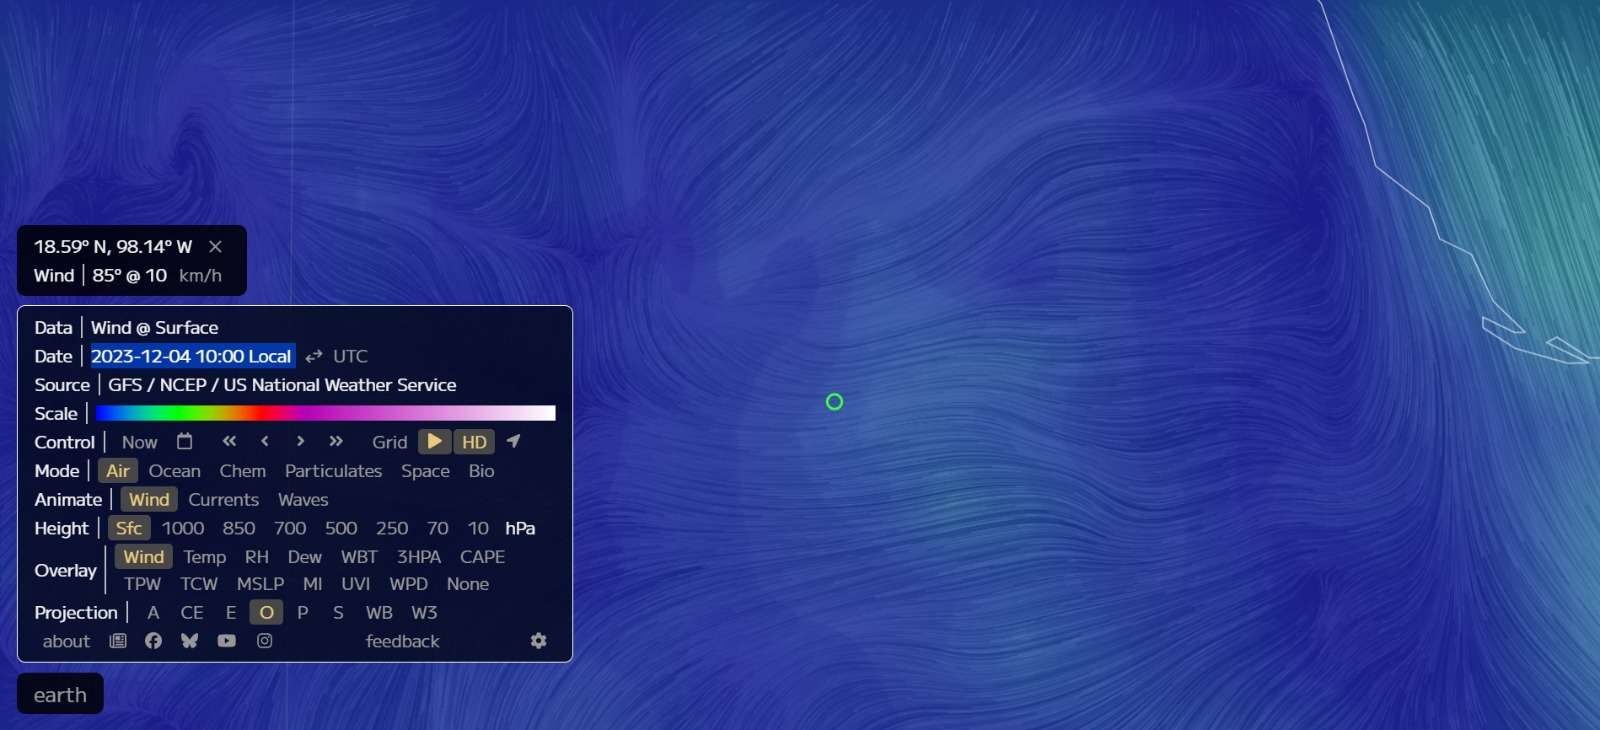 18.59° N, 98.14° W ×
Wind | 85° @ 10 km/h
Data | Wind @ Surface
Date | 2023-12-04 10:00 Local ⇄ UTC
Source | GFS / NCEP / US National Weather Service
Scale |
Control | Now « ‹ › » Grid HD
Mode | Air Ocean Chem Particulates Space Bio
Animate | Wind Currents Waves
Height | Sfc 1000 850 700 500 250 70 10 hPa
Overlay | Wind Temp RH Dew WBT 3HPA CAPE
TPW TCW MSLP MI UVI WPD None
Projection | A CE E O P S WB W3
about feedback
earth